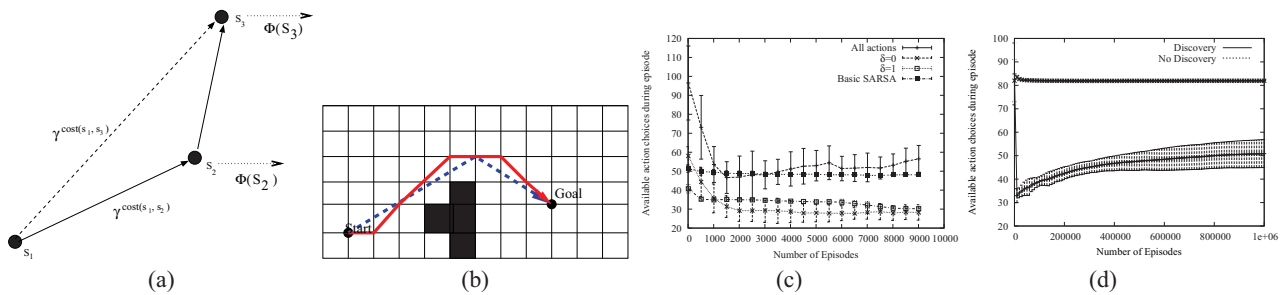 S3
Φ(S3)
γ^cost(s1, s3)
S2
Φ(S2)
γ^cost(s1, s2)
S1
(a)
Goal
Start
(b)
Available action choices during episode
120
110
100
90
80
70
60
50
40
30
20
All actions
δ=0
δ=1
Basic SARSA
0 1000 2000 3000 4000 5000 6000 7000 8000 9000 10000
Number of Episodes
(c)
Available action choices during episode
100
90
80
70
60
50
40
30
20
Discovery
No Discovery
0 200000 400000 600000 800000 1e+06
Number of Episodes
(d)